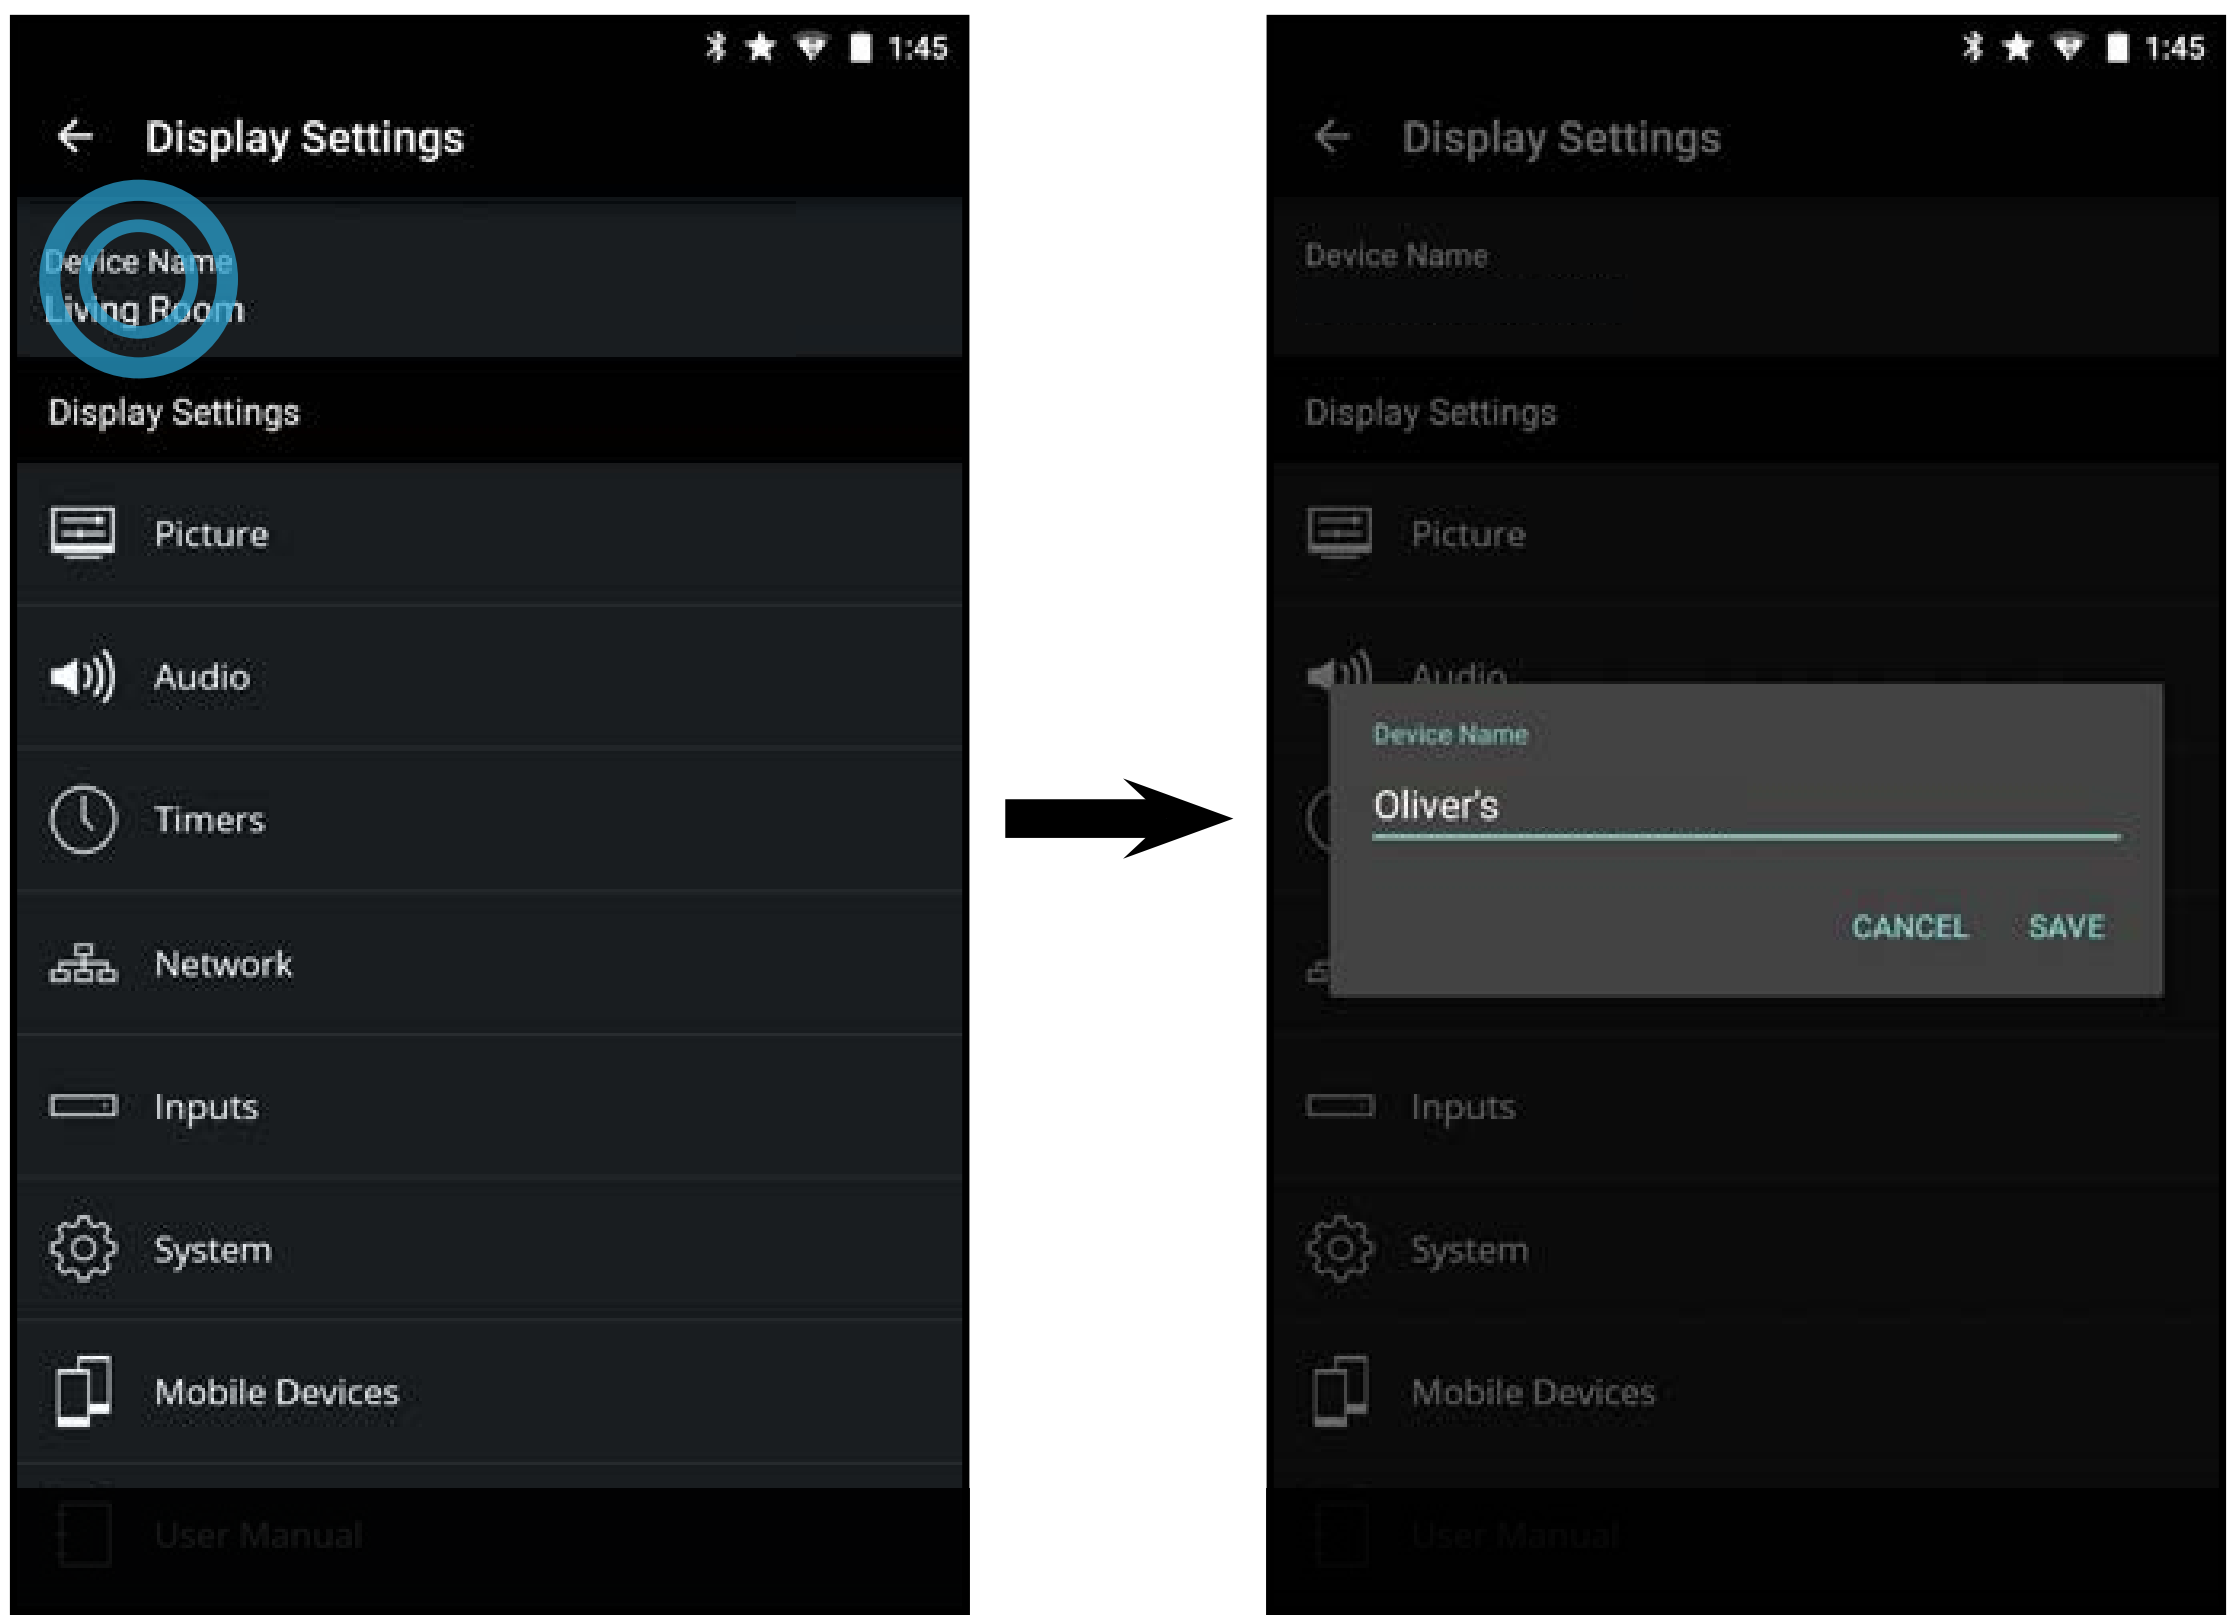 1:45
Display Settings
Device Name
Living Room
Display Settings
Picture
Audio
Timers
Network
Inputs
System
Mobile Devices
User Manual
1:45
Display Settings
Device Name
Display Settings
Picture
Audio
Device Name
Oliver's
CANCEL SAVE
Inputs
System
Mobile Devices
User Manual